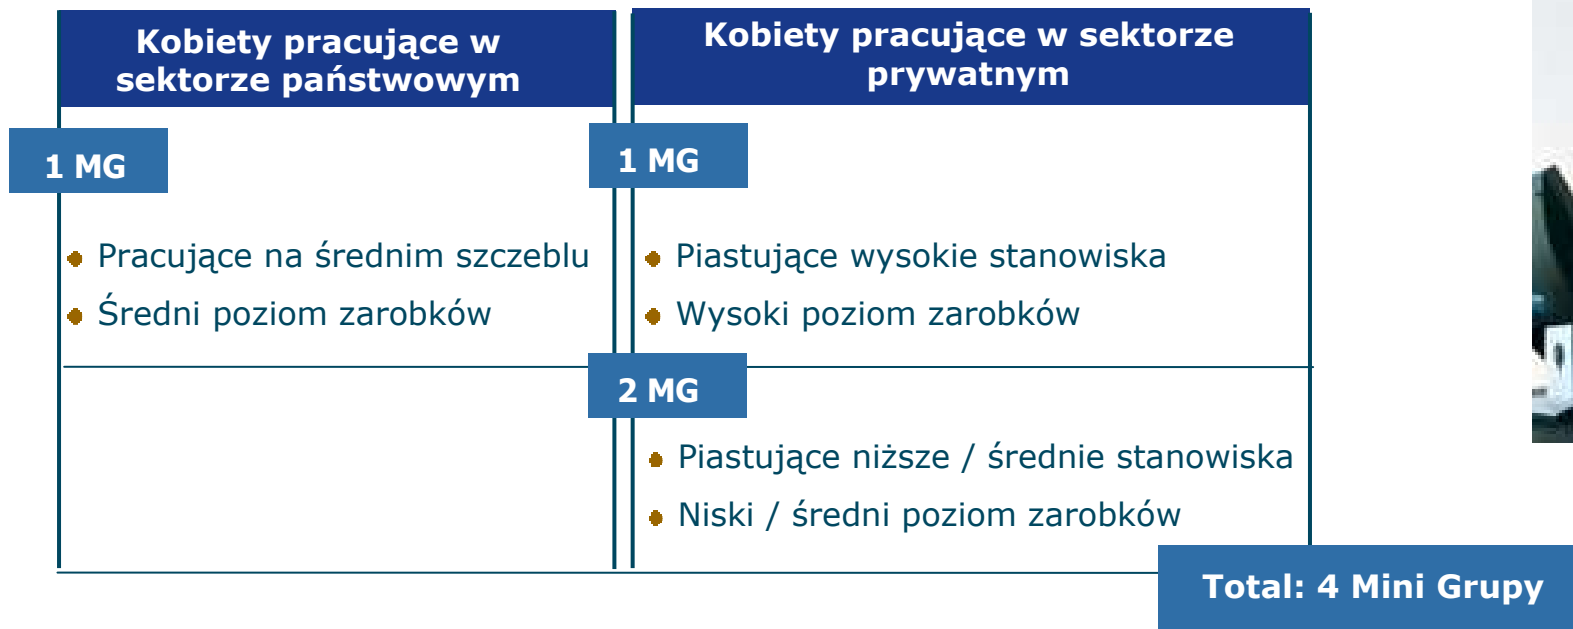 Kobiety pracujące w
sektorze państwowym
1 MG
Pracujące na średnim szczeblu
Średni poziom zarobków
Kobiety pracujące w sektorze
prywatnym
1 MG
Piastujące wysokie stanowiska
Wysoki poziom zarobków
2 MG
Piastujące niższe / średnie stanowiska
Niski / średni poziom zarobków
Total: 4 Mini Grupy